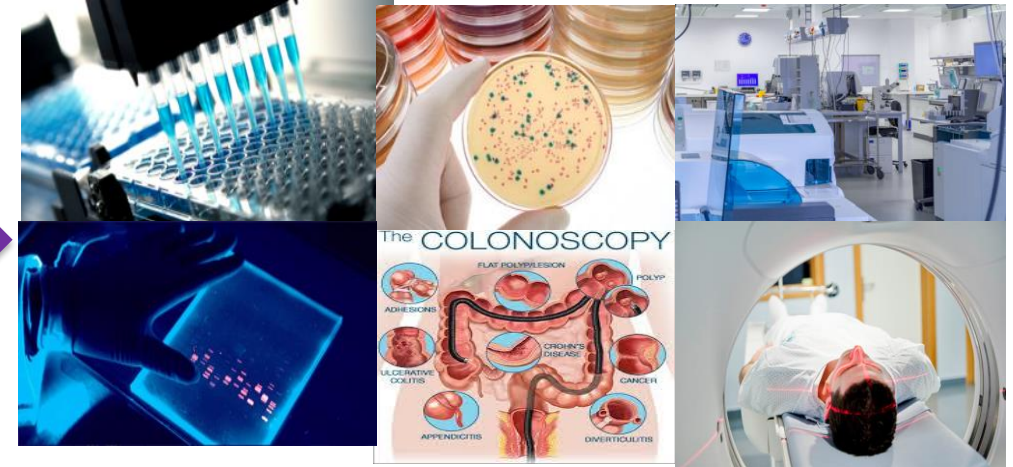 The COLONOSCOPY
FLAT POLYP/LESION
POLYP
ADHESIONS
CROHN'S
DISEASE
ULCERATIVE
COLITIS
CANCER
APPENDICITIS
DIVERTICULITIS